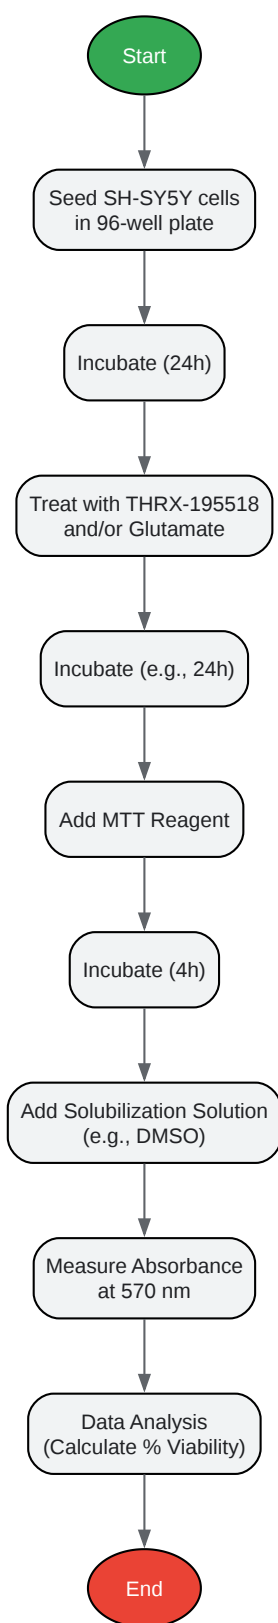 Start
Seed SH-SY5Y cells
in 96-well plate
Incubate (24h)
Treat with THRX-195518
and/or Glutamate
Incubate (e.g., 24h)
Add MTT Reagent
Incubate (4h)
Add Solubilization Solution
(e.g., DMSO)
Measure Absorbance
at 570 nm
Data Analysis
(Calculate % Viability)
End